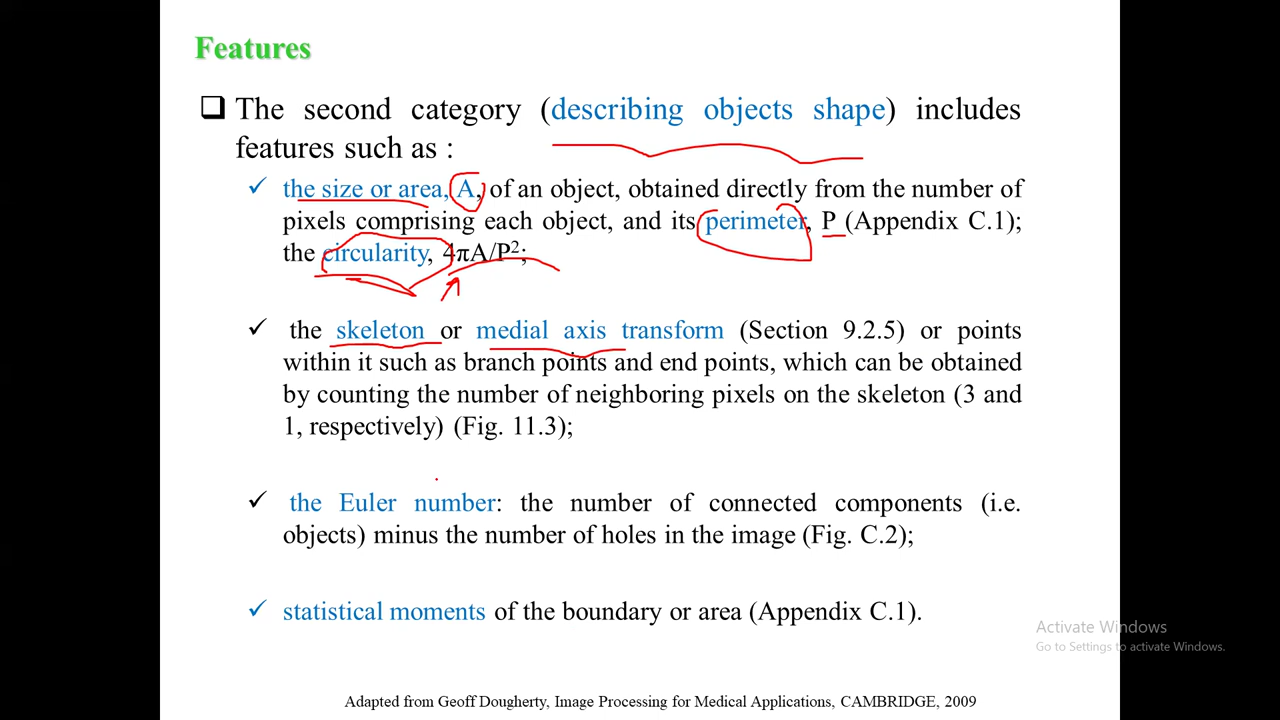 Features
❑ The second category (describing objects shape) includes
features such as :
✓ the size or area, A, of an object, obtained directly from the number of
pixels comprising each object, and its perimeter, P (Appendix C.1);
the circularity, 4πA/P²;
✓ the skeleton or medial axis transform (Section 9.2.5) or points
within it such as branch points and end points, which can be obtained
by counting the number of neighboring pixels on the skeleton (3 and
1, respectively) (Fig. 11.3);
✓ the Euler number: the number of connected components (i.e.
objects) minus the number of holes in the image (Fig. C.2);
✓ statistical moments of the boundary or area (Appendix C.1).
Activate Windows
Go to Settings to activate Windows.
Adapted from Geoff Dougherty, Image Processing for Medical Applications, CAMBRIDGE, 2009